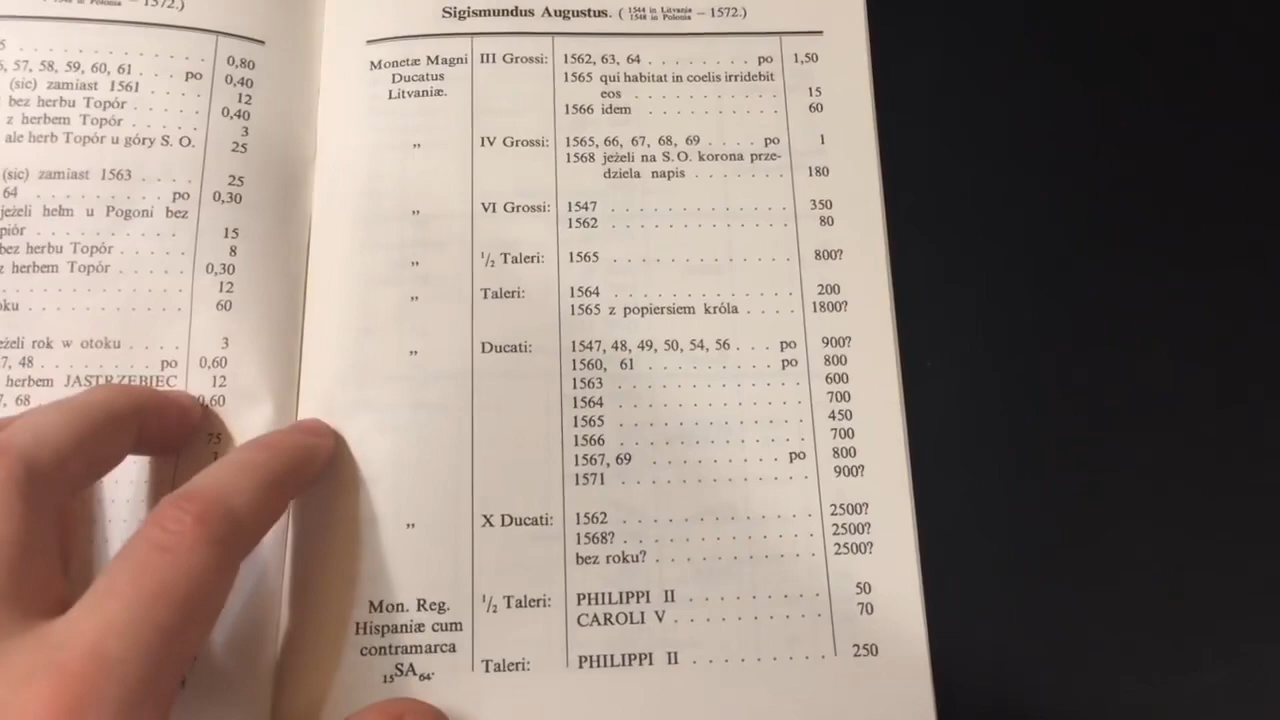 1572.)
5 . . . . . . . . . . . 0,80
, 57, 58, 59, 60, 61 . . . po 0,40
(sic) zamiast 1561 . . . . 12
bez herbu Topór . . . . . 0,40
z herbem Topór . . . . . . 3
ale herb Topór u góry S. O. 25
(sic) zamiast 1563 . . . . 25
64 . . . . . . . . . . po 0,30
jeżeli hełm u Pogoni bez
piór . . . . . . . . . . 15
bez herbu Topór . . . . . 8
z herbem Topór . . . . . 0,30
12
oku . . . . . . . . . . 60
eżeli rok w otoku . . . . 3
7, 48 . . . . . . . . po 0,60
herbem JASTRZĘBIEC 12
7, 68 0,60
75
Sigismundus Augustus. ( 1544 in Litvania 1548 in Polonia – 1572.)
Monetæ Magni Ducatus Litvaniæ. III Grossi: 1562, 63, 64 . . . . . . . . po 1,50
1565 qui habitat in coelis irridebit
eos . . . . . . . . . . . 15
1566 idem . . . . . . . . . . 60
„ IV Grossi: 1565, 66, 67, 68, 69 . . . . po 1
1568 jeżeli na S. O. korona prze-
dziela napis . . . . . . . 180
„ VI Grossi: 1547 . . . . . . . . . . . . 350
1562 . . . . . . . . . . . . 80
„ ½ Taleri: 1565 . . . . . . . . . . . . 800?
„ Taleri: 1564 . . . . . . . . . . . . 200
1565 z popiersiem króla . . . . 1800?
„ Ducati: 1547, 48, 49, 50, 54, 56 . . . po 900?
1560, 61 . . . . . . . . . po 800
1563 . . . . . . . . . . . . 600
1564 . . . . . . . . . . . . 700
1565 . . . . . . . . . . . . 450
1566 . . . . . . . . . . . . 700
1567, 69 . . . . . . . . po 800
1571 . . . . . . . . . . . . 900?
„ X Ducati: 1562 . . . . . . . . . . . . 2500?
1568? . . . . . . . . . . . . 2500?
bez roku? . . . . . . . . . . 2500?
Mon. Reg. Hispaniæ cum contramarca 15SA64. ½ Taleri: PHILIPPI II . . . . . . . . . 50
CAROLI V . . . . . . . . . . 70
Taleri: PHILIPPI II . . . . . . . . . 250